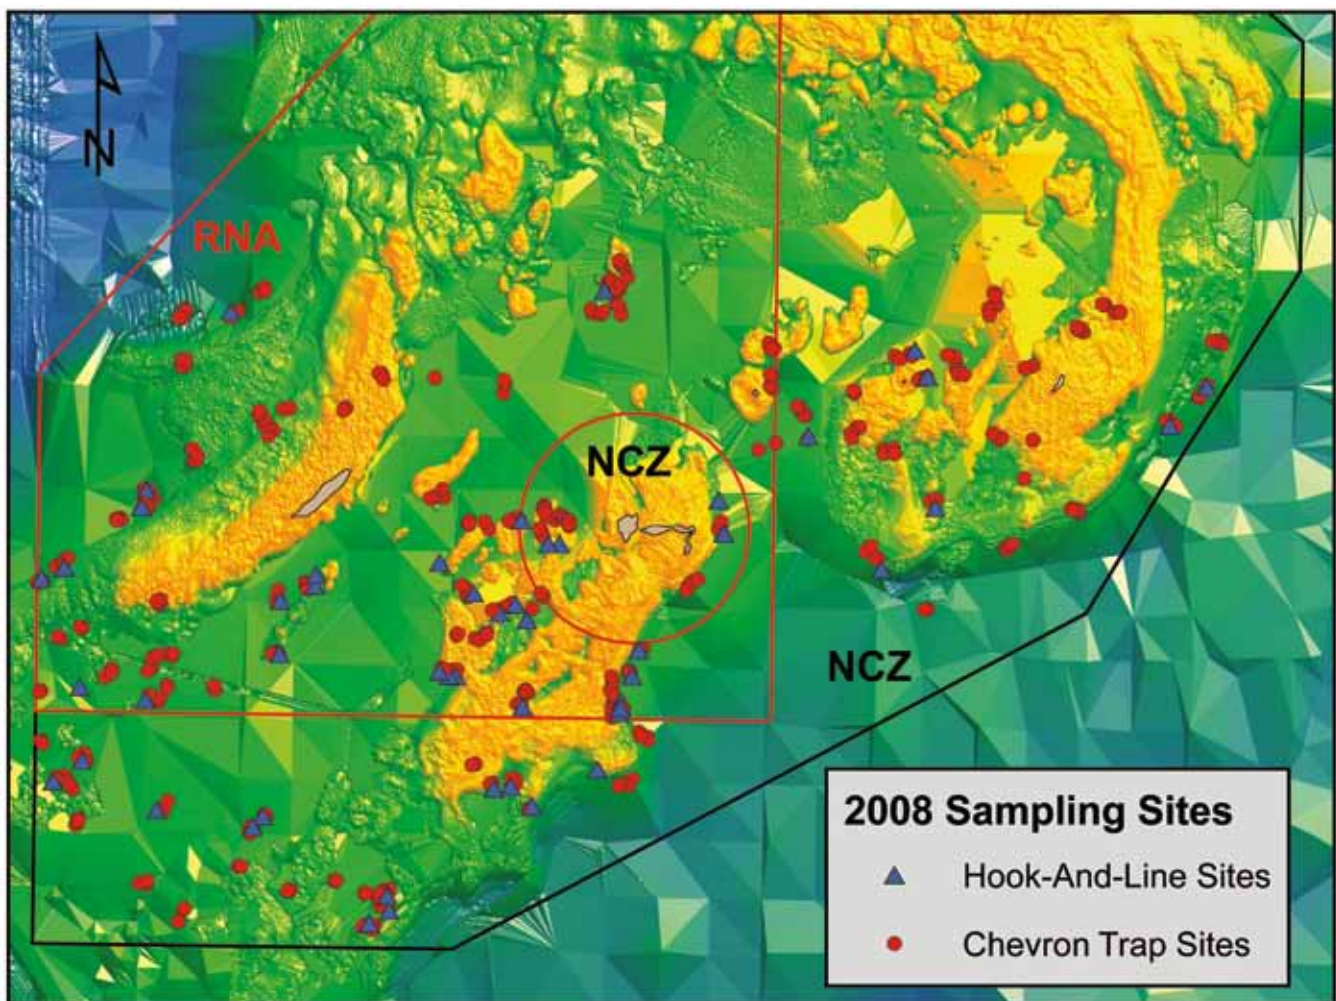 N
RNA
NCZ
NCZ
2008 Sampling Sites
Hook-And-Line Sites
Chevron Trap Sites